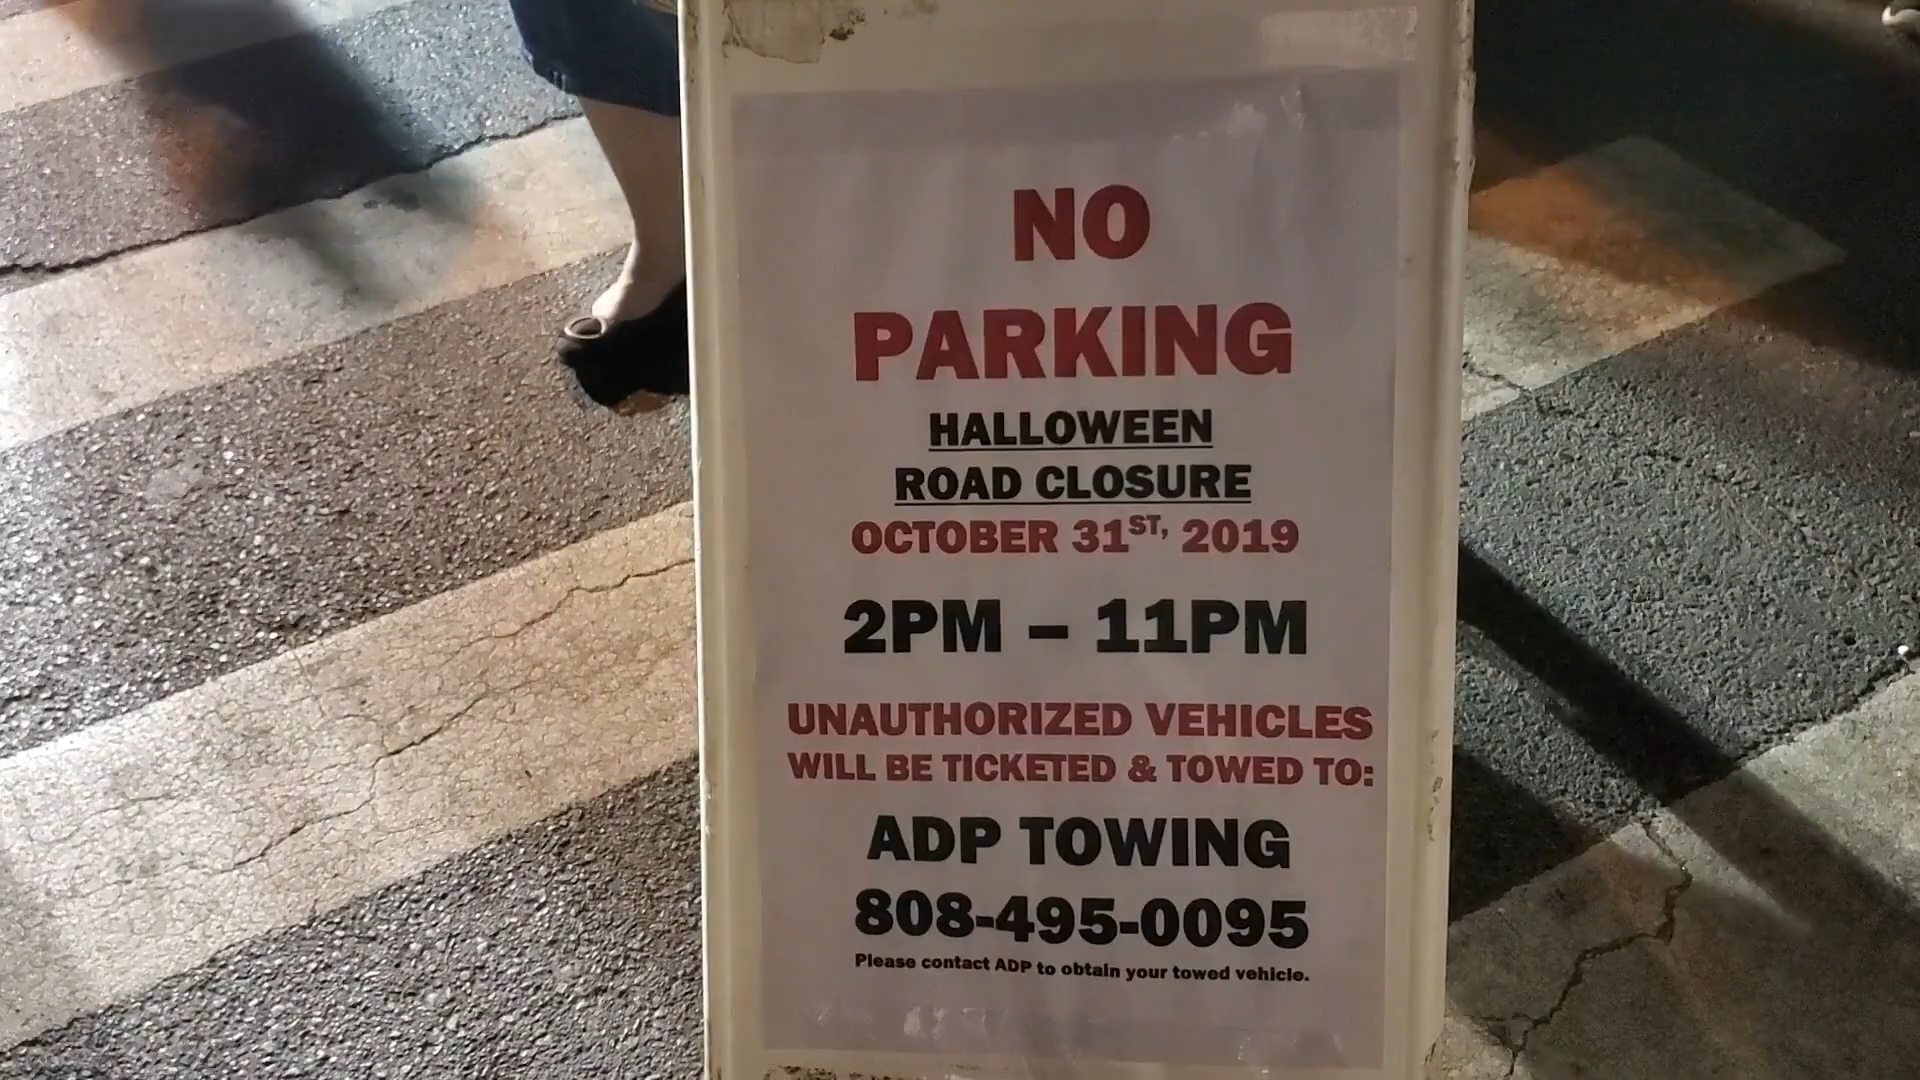 NO
PARKING
HALLOWEEN
ROAD CLOSURE
OCTOBER 31ST, 2019
2PM – 11PM
UNAUTHORIZED VEHICLES
WILL BE TICKETED & TOWED TO:
ADP TOWING
808-495-0095
Please contact ADP to obtain your towed vehicle.